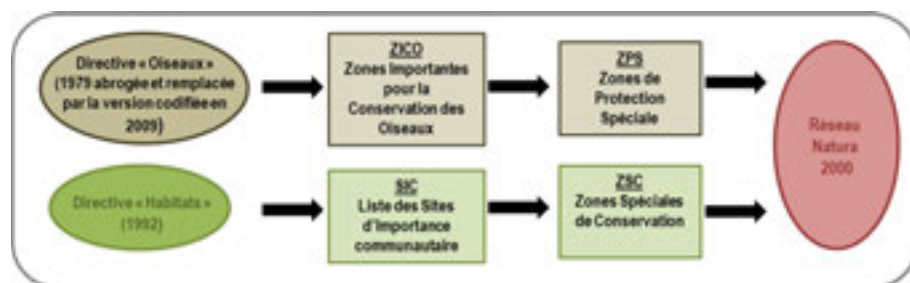 Directive « Oiseaux »
(1979 abrogée et remplacée
par la version codifiée en
2009)
ZICO
Zones Importantes
pour la
Conservation des
Oiseaux
ZPS
Zones de
Protection
Spéciale
Réseau
Natura
2000
Directive « Habitats »
(1992)
SIC
Liste des Sites
d'Importance
communautaire
ZSC
Zones Spéciales
de Conservation